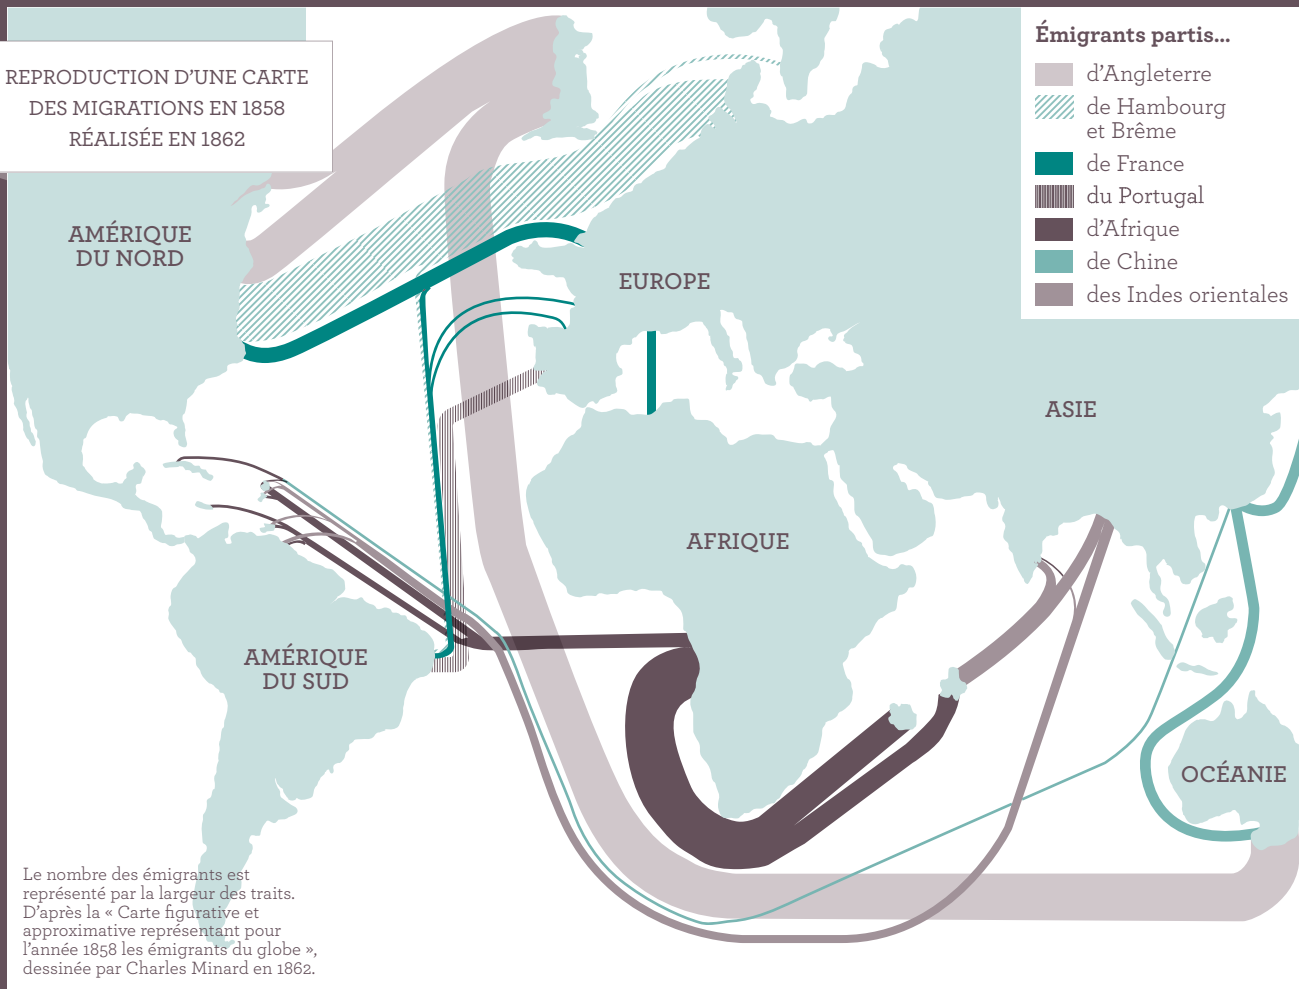 REPRODUCTION D’UNE CARTE
DES MIGRATIONS EN 1858
RÉALISÉE EN 1862
Émigrants partis...
d’Angleterre
de Hambourg
et Brême
de France
du Portugal
d’Afrique
de Chine
des Indes orientales
AMÉRIQUE
DU NORD
EUROPE
ASIE
AFRIQUE
AMÉRIQUE
DU SUD
OCÉANIE
Le nombre des émigrants est
représenté par la largeur des traits.
D’après la « Carte figurative et
approximative représentant pour
l’année 1858 les émigrants du globe »,
dessinée par Charles Minard en 1862.